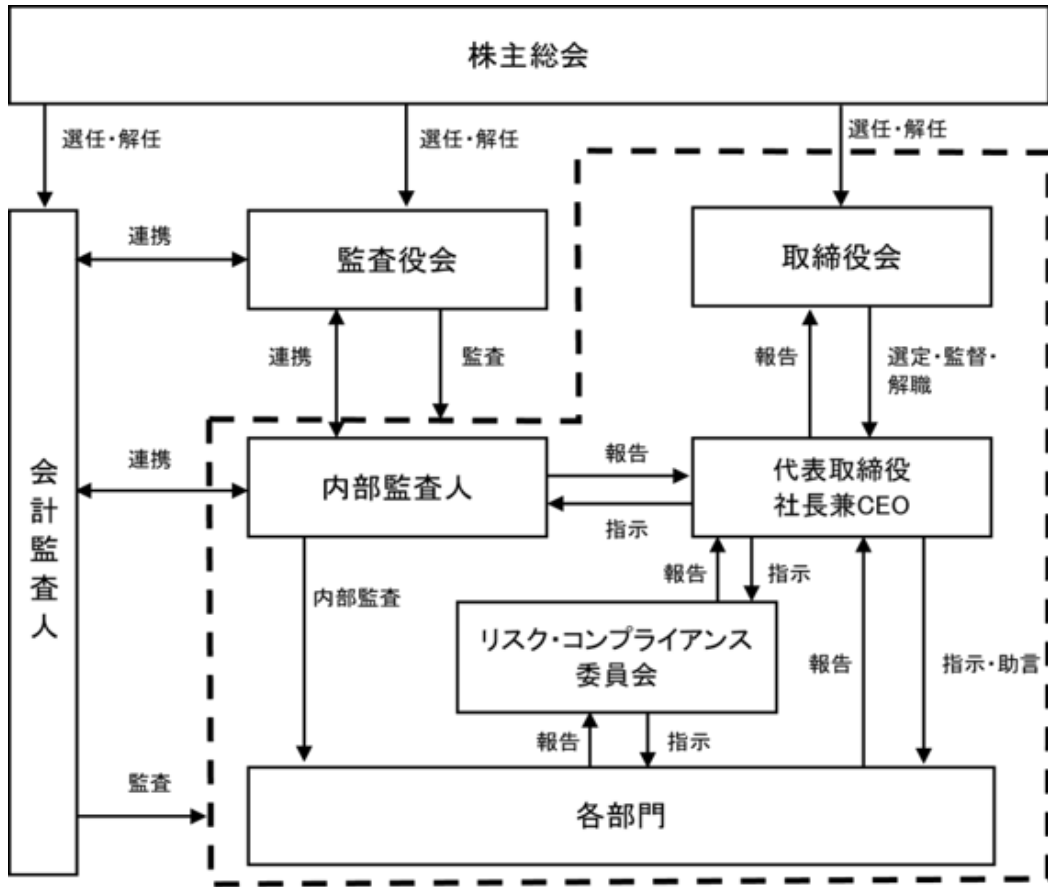 株主総会
選任・解任
選任・解任
選任・解任
連携
監査役会
取締役会
連携
監査
報告
選定・監督・
解職
会計監査人
連携
内部監査人
報告
指示
代表取締役
社長兼CEO
内部監査
報告
指示
リスク・コンプライアンス
委員会
報告
指示・助言
報告
指示
監査
各部門